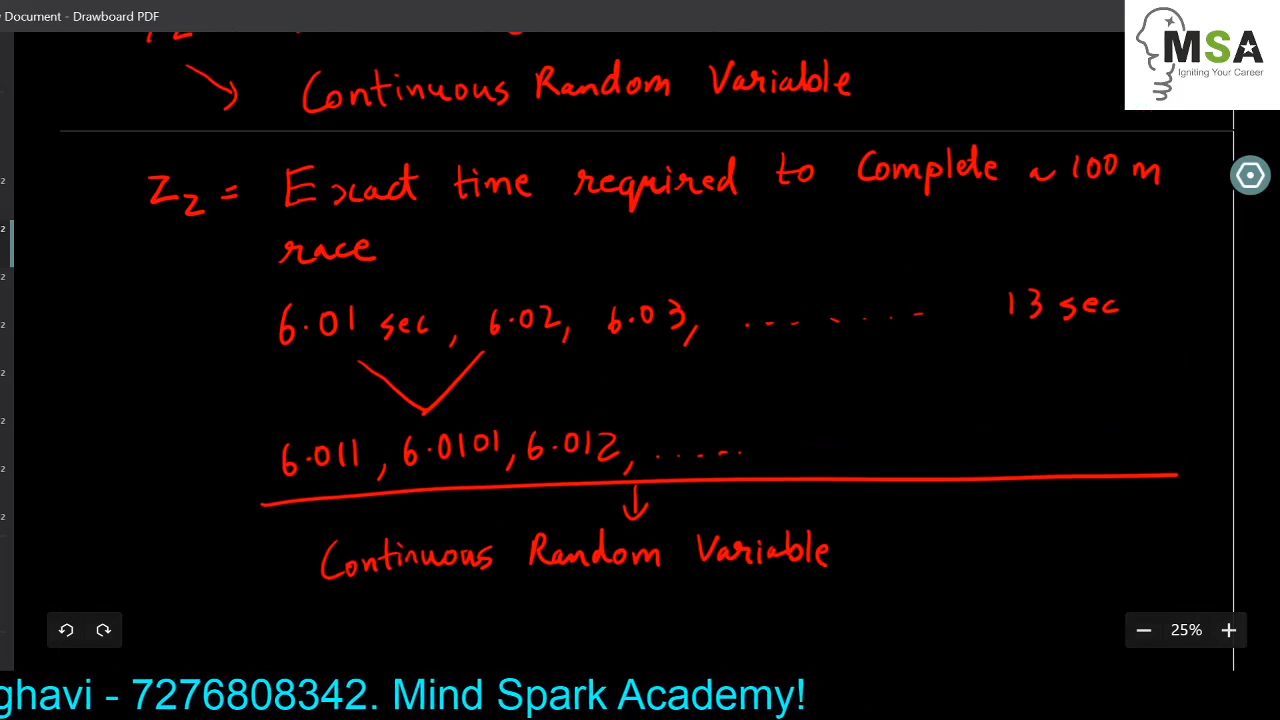 Document - Drawboard PDF
MSA
Igniting Your Career
Continuous Random Variable
Z2 = Exact time required to Complete a 100 m
race
6.01 sec, 6.02, 6.03, ......... 13 sec
6.011, 6.0101, 6.012, .....
Continuous Random Variable
25%
ghavi - 7276808342. Mind Spark Academy!